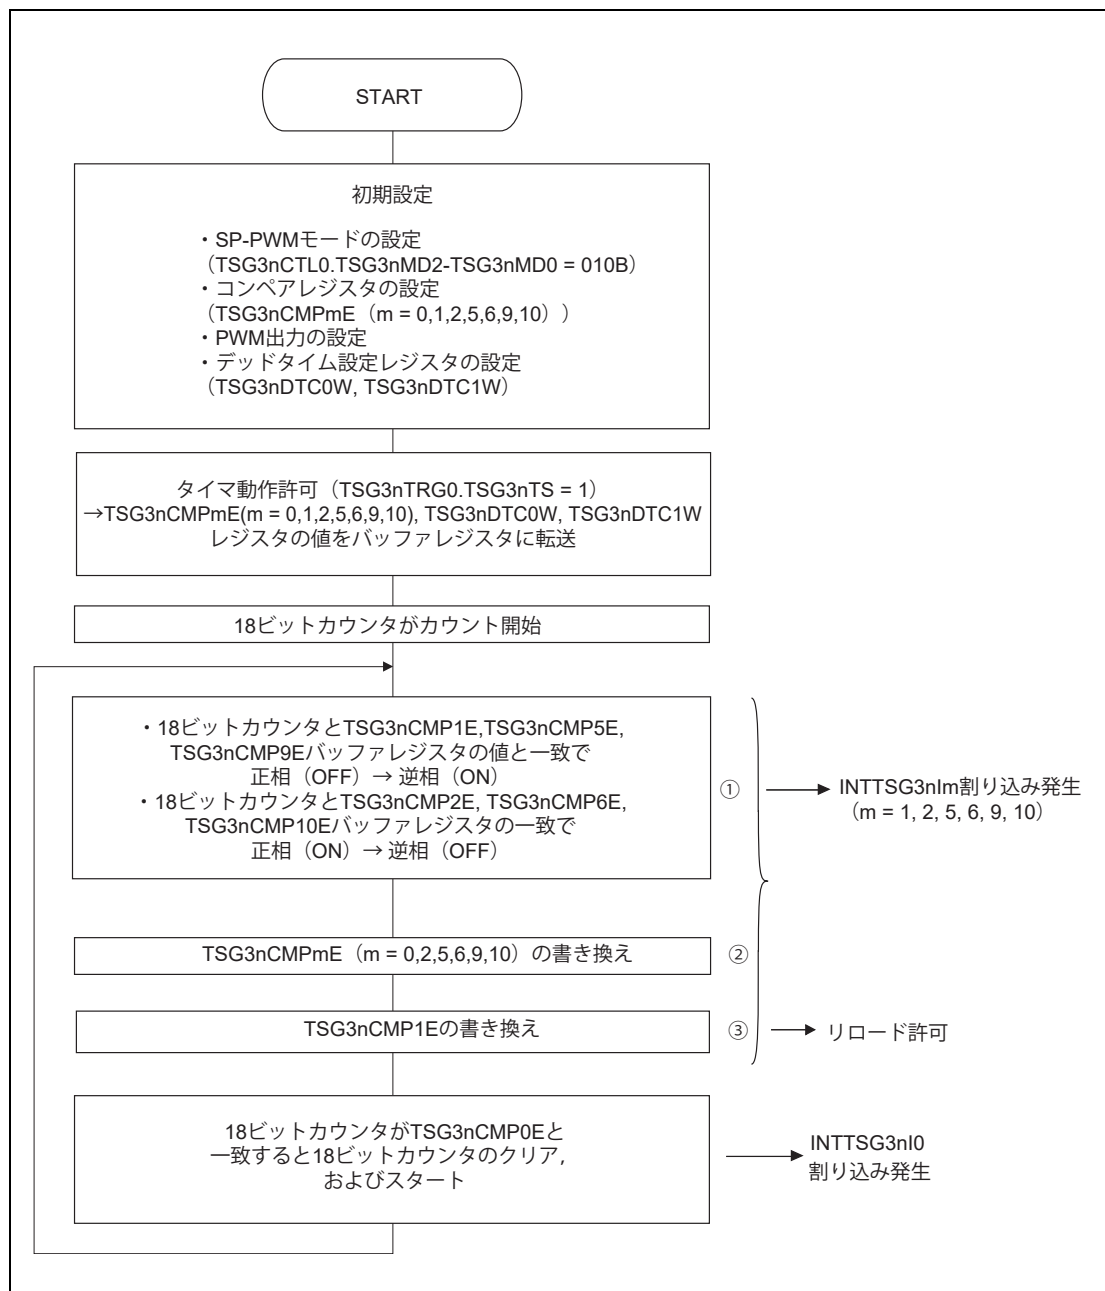 START
初期設定
・SP-PWMモードの設定
（TSG3nCTL0.TSG3nMD2-TSG3nMD0 = 010B）
・コンペアレジスタの設定
（TSG3nCMPmE（m = 0,1,2,5,6,9,10））
・PWM出力の設定
・デッドタイム設定レジスタの設定
（TSG3nDTC0W, TSG3nDTC1W）
タイマ動作許可（TSG3nTRG0.TSG3nTS = 1）
→TSG3nCMPmE(m = 0,1,2,5,6,9,10), TSG3nDTC0W, TSG3nDTC1W
レジスタの値をバッファレジスタに転送
18ビットカウンタがカウント開始
・18ビットカウンタとTSG3nCMP1E,TSG3nCMP5E,
TSG3nCMP9Eバッファレジスタの値と一致で
正相（OFF）→ 逆相（ON）
・18ビットカウンタとTSG3nCMP2E, TSG3nCMP6E,
TSG3nCMP10Eバッファレジスタの一致で
正相（ON）→ 逆相（OFF）
①
INTTSG3nIm割り込み発生
（m = 1, 2, 5, 6, 9, 10）
TSG3nCMPmE（m = 0,2,5,6,9,10）の書き換え
②
TSG3nCMP1Eの書き換え
③
リロード許可
18ビットカウンタがTSG3nCMP0Eと
一致すると18ビットカウンタのクリア,
およびスタート
INTTSG3nI0
割り込み発生